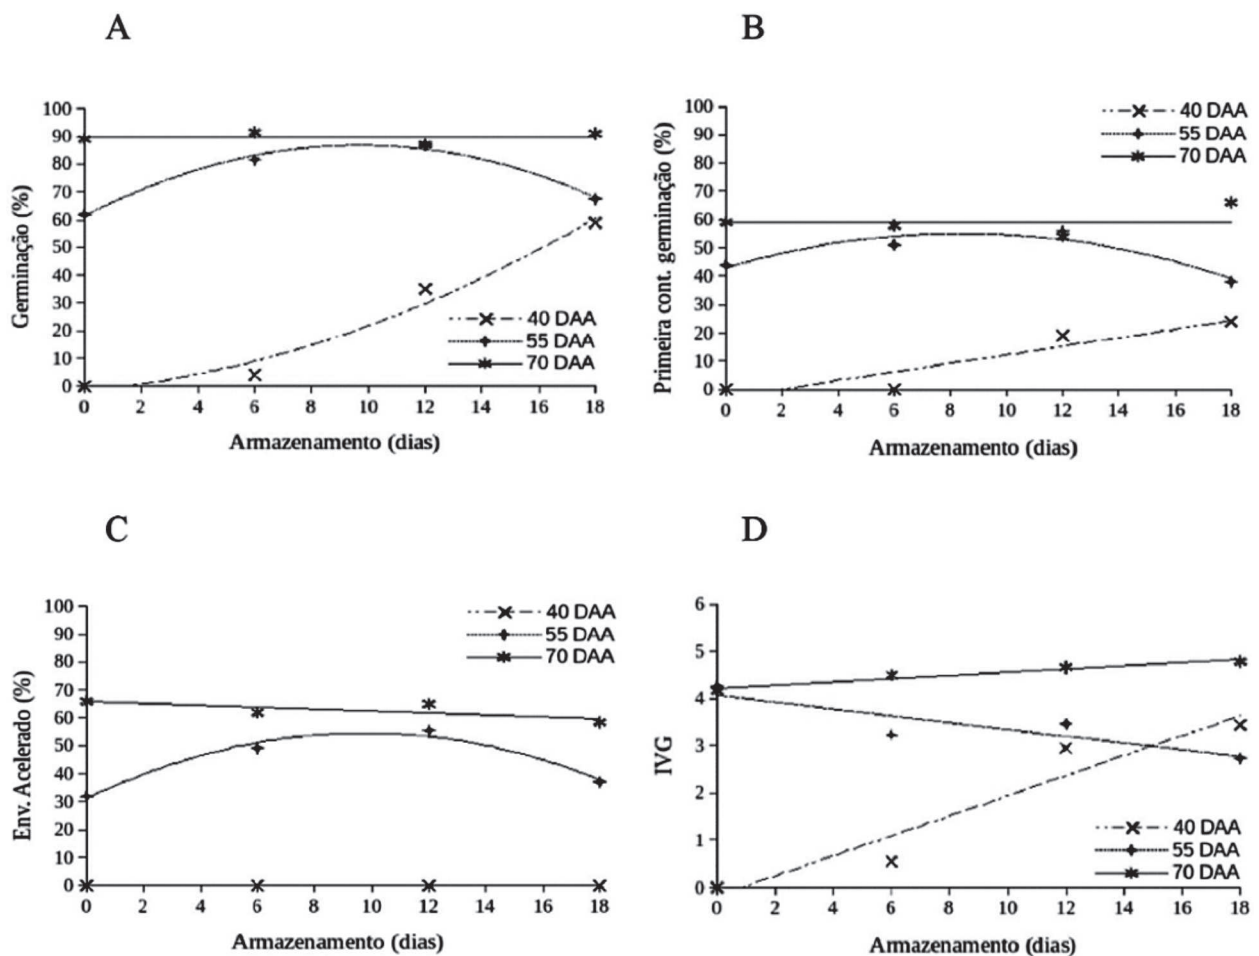 A
Germinação (%)
100
90
80
70
60
50
40
30
20
10
0
0 2 4 6 8 10 12 14 16 18
Armazenamento (dias)
40 DAA
55 DAA
70 DAA
B
Primeira cont. germinação (%)
100
90
80
70
60
50
40
30
20
10
0
0 2 4 6 8 10 12 14 16 18
Armazenamento (dias)
40 DAA
55 DAA
70 DAA
C
Env. Acelerado (%)
100
90
80
70
60
50
40
30
20
10
0
0 2 4 6 8 10 12 14 16 18
Armazenamento (dias)
40 DAA
55 DAA
70 DAA
D
IVG
6
5
4
3
2
1
0
0 2 4 6 8 10 12 14 16 18
Armazenamento (dias)
40 DAA
55 DAA
70 DAA